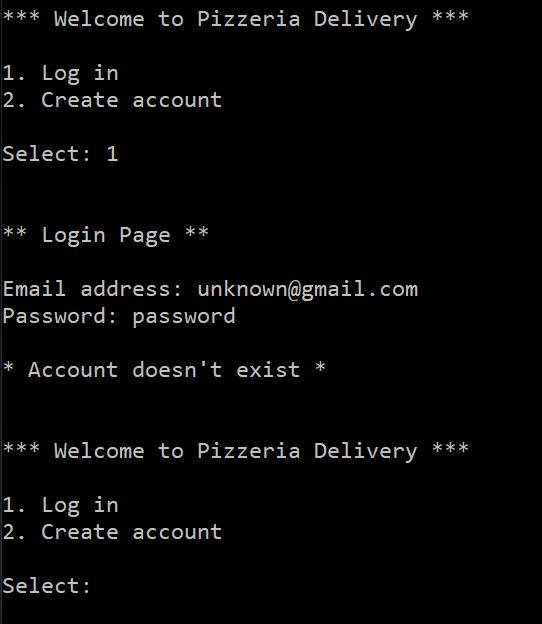 *** Welcome to Pizzeria Delivery ***
1. Log in
2. Create account
Select: 1
** Login Page **
Email address: unknown@gmail.com
Password: password
* Account doesn't exist *
*** Welcome to Pizzeria Delivery ***
1. Log in
2. Create account
Select: